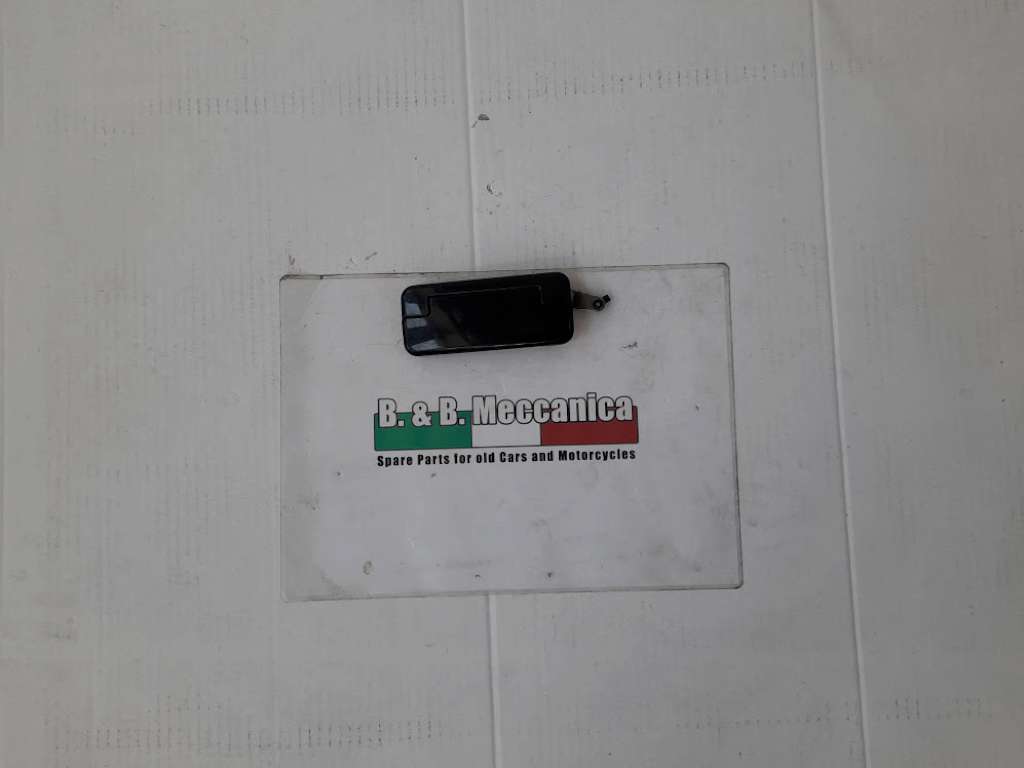 B. & B. Meccanica
Spare Parts for old Cars and Motorcycles